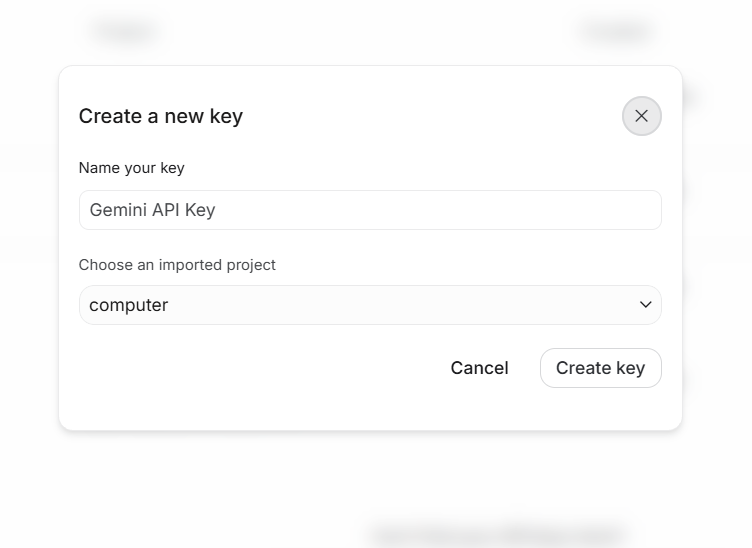 Create a new key
Name your key
Gemini API Key
Choose an imported project
computer
Cancel
Create key